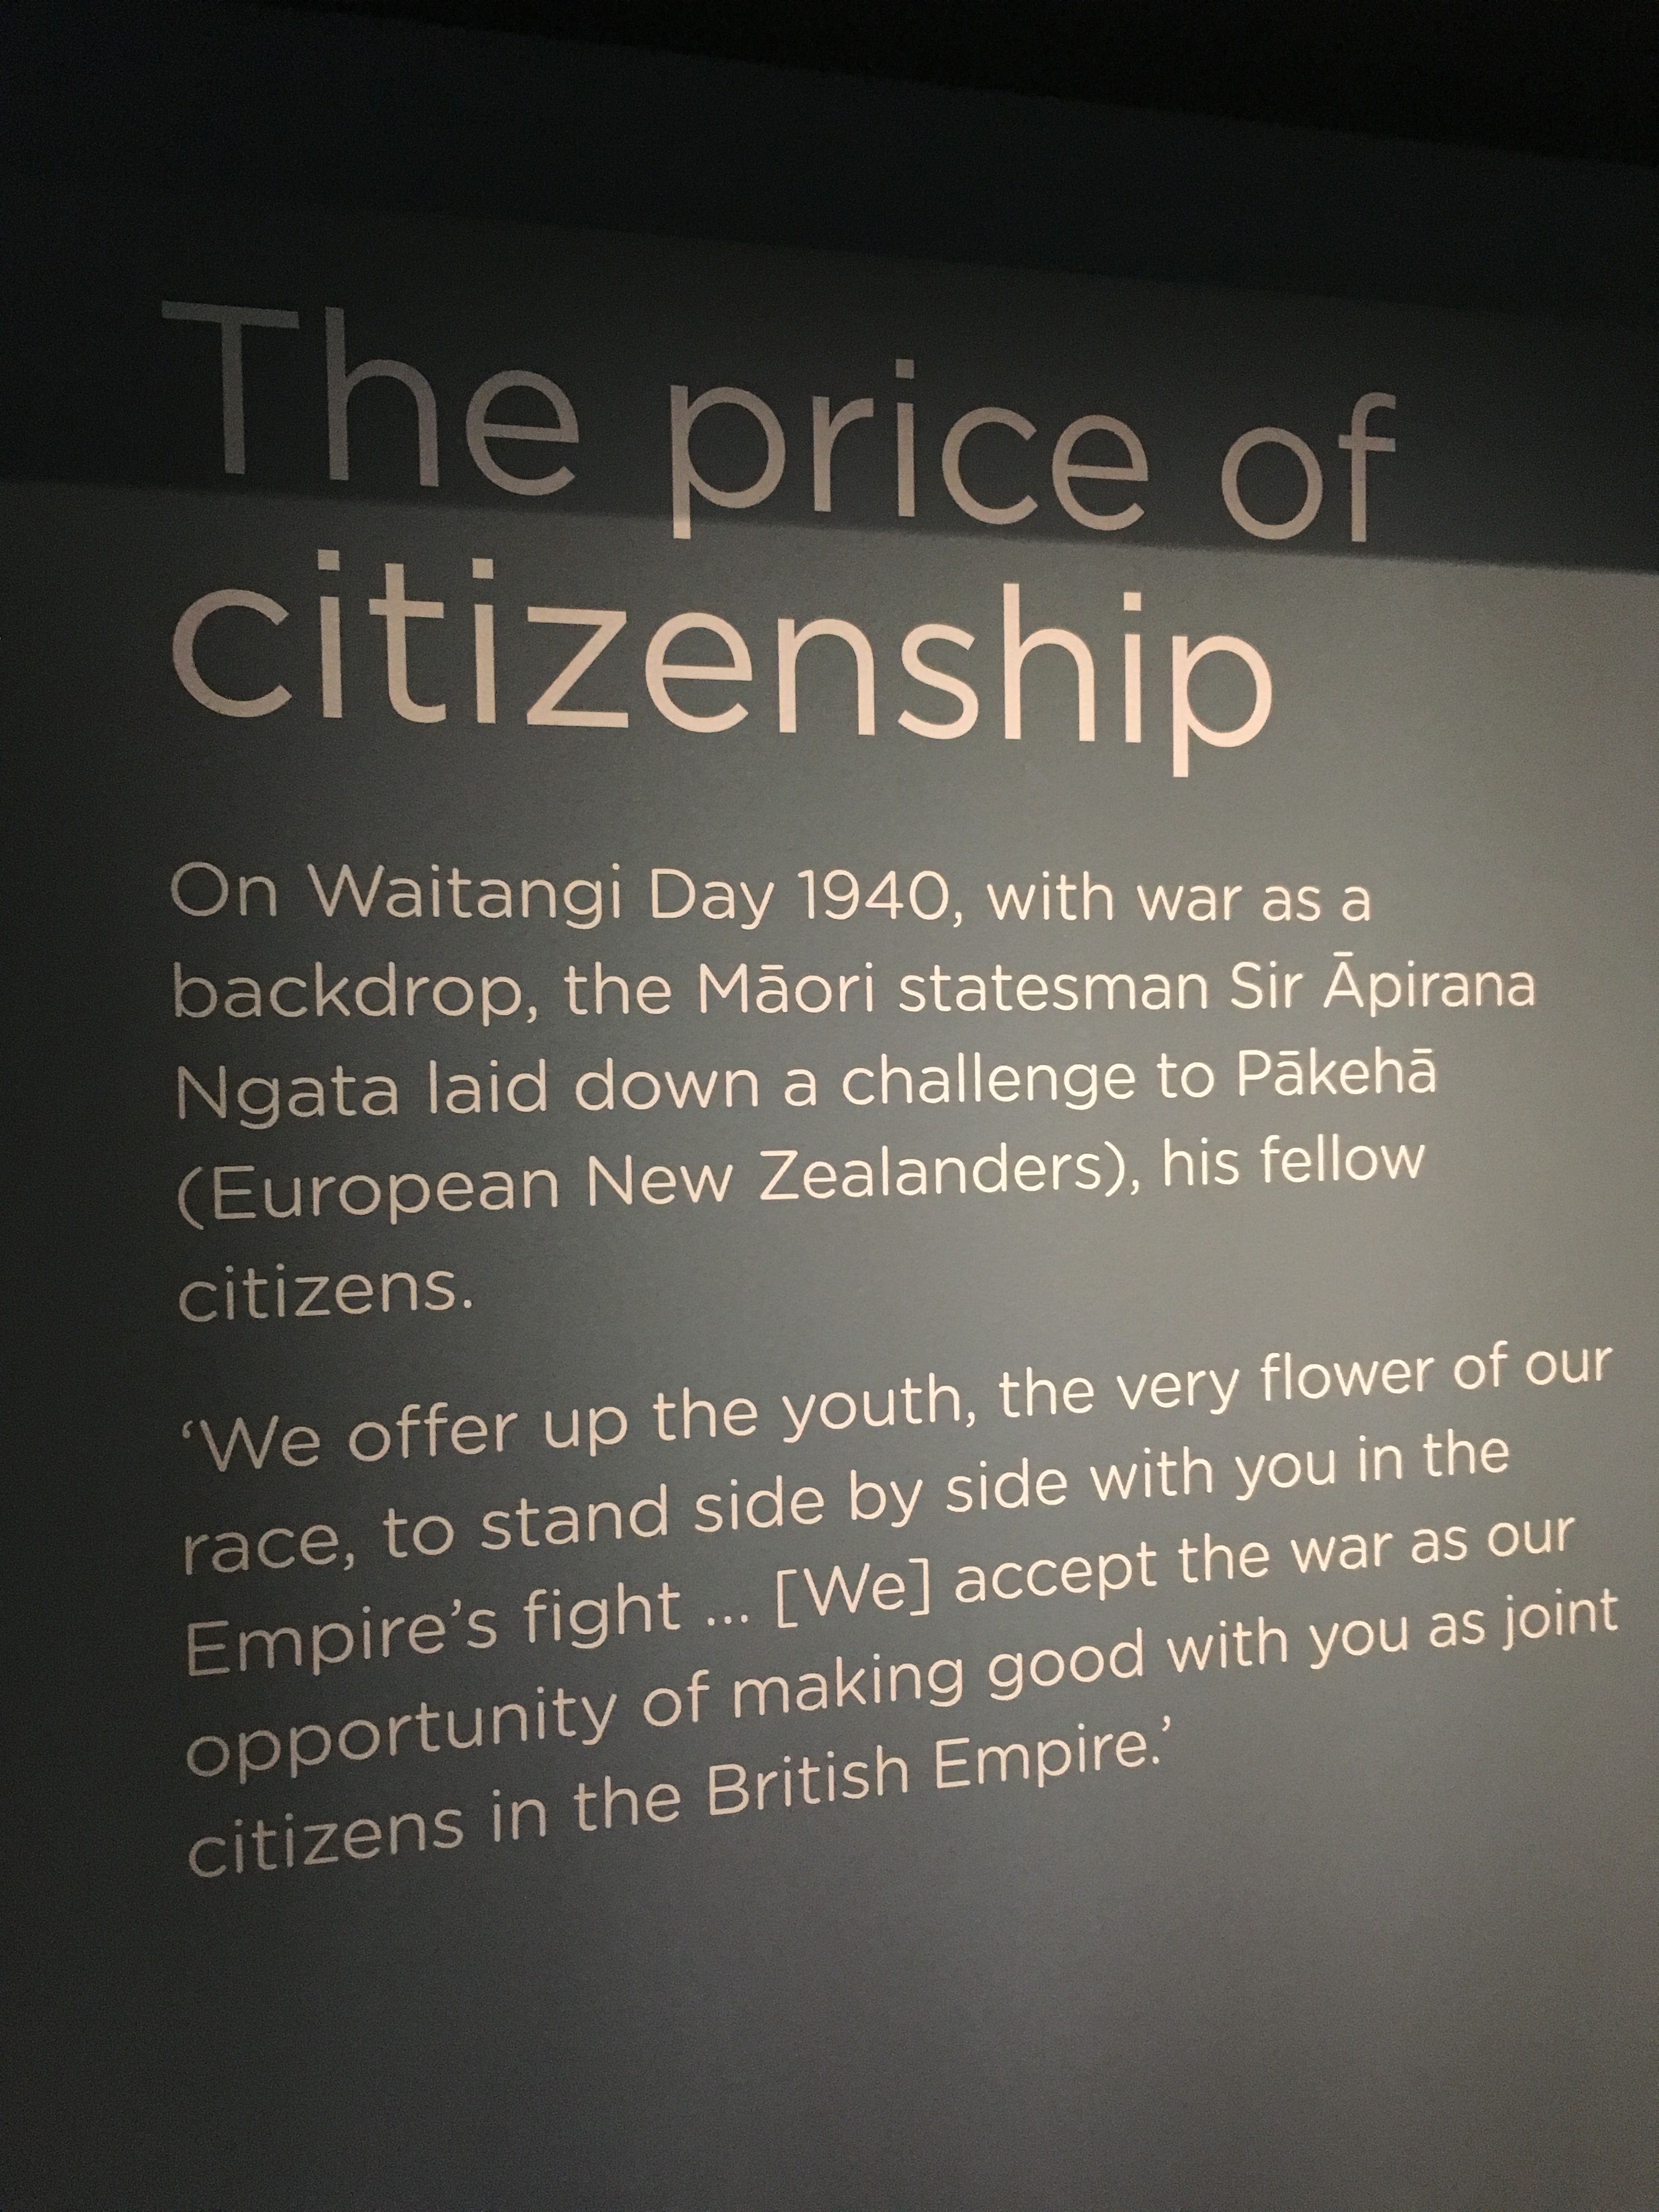 The price of
citizenship
On Waitangi Day 1940, with war as a
backdrop, the Māori statesman Sir Āpirana
Ngata laid down a challenge to Pākehā
(European New Zealanders), his fellow
citizens.
‘We offer up the youth, the very flower of our
race, to stand side by side with you in the
Empire’s fight ... [We] accept the war as our
opportunity of making good with you as joint
citizens in the British Empire.’